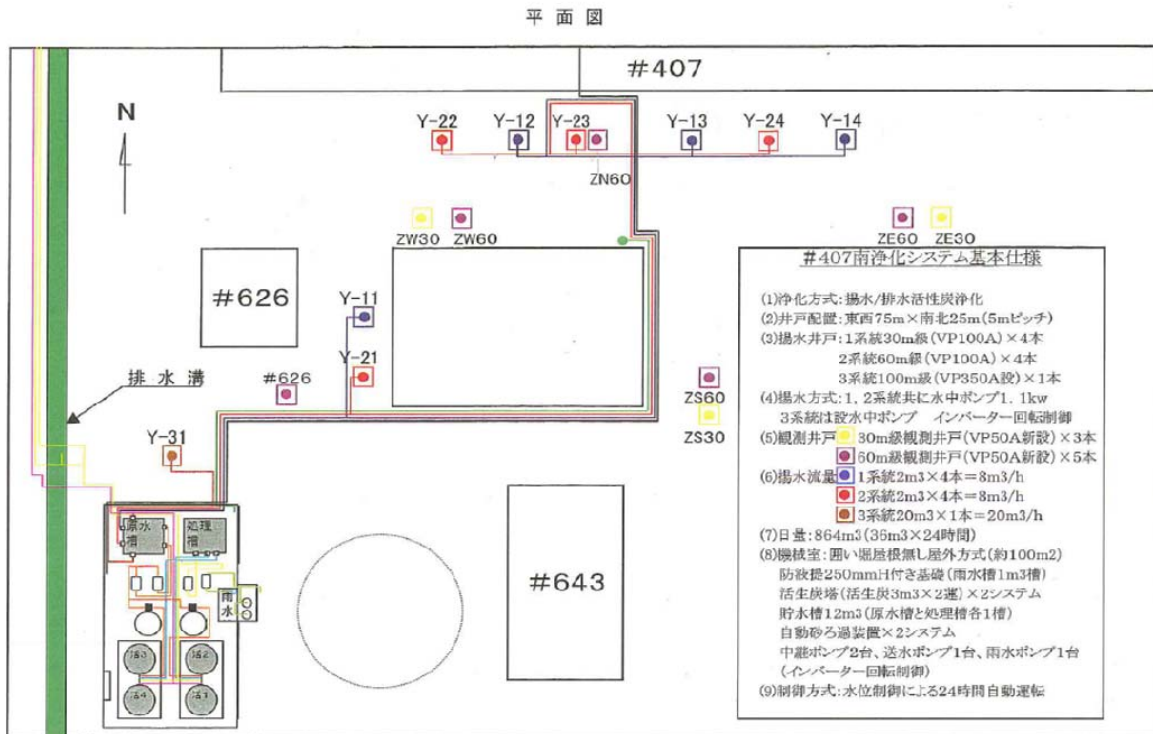 平面図
#407
N
Y-22
Y-12
Y-23
Y-13
Y-24
Y-14
ZN60
ZW30
ZW60
ZE60
ZE30
#626
Y-11
Y-21
#626
排水溝
Y-31
ZS60
ZS30
原水槽
処理槽
雨水
活3
活2
活4
活1
#643
#407南浄化システム基本仕様
(1)浄化方式:揚水/排水活性炭浄化
(2)井戸配置:東西75m×南北25m(5mピッチ)
(3)揚水井戸:1系統30m級(VP100A)×4本
2系統60m級(VP100A)×4本
3系統100m級(VP350A設)×1本
(4)揚水方式:1,2系統共に水中ポンプ1.1kw
3系統は設水中ポンプ インバーター回転制御
(5)観測井戸 30m級観測井戸(VP50A新設)×3本
60m級観測井戸(VP50A新設)×5本
(6)揚水流量 1系統2m3×4本=8m3/h
2系統2m3×4本=8m3/h
3系統20m3×1本=20m3/h
(7)日量:864m3(36m3×24時間)
(8)機械室:囲い塀屋根無し屋外方式(約100m2)
防液提250mmH付き基礎(雨水槽1m3槽)
活生炭塔(活生炭3m3×2連)×2システム
貯水槽12m3(原水槽と処理槽各1槽)
自動砂ろ過装置×2システム
中継ポンプ2台、送水ポンプ1台、雨水ポンプ1台
(インバーター回転制御)
(9)制御方式:水位制御による24時間自動運転